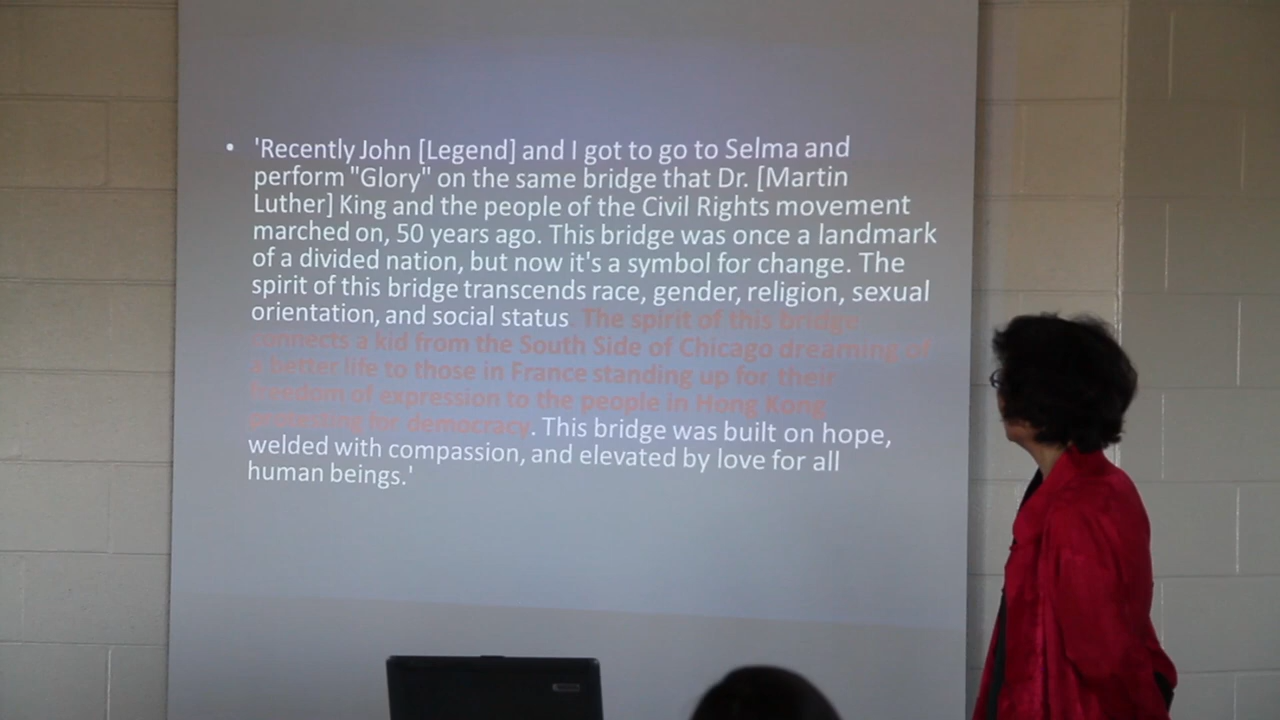 • 'Recently John [Legend] and I got to go to Selma and
perform "Glory" on the same bridge that Dr. [Martin
Luther] King and the people of the Civil Rights movement
marched on, 50 years ago. This bridge was once a landmark
of a divided nation, but now it's a symbol for change. The
spirit of this bridge transcends race, gender, religion, sexual
orientation, and social status. The spirit of this bridge
connects a kid from the South Side of Chicago dreaming of
a better life to those in France standing up for their
freedom of expression to the people in Hong Kong
protesting for democracy. This bridge was built on hope,
welded with compassion, and elevated by love for all
human beings.'